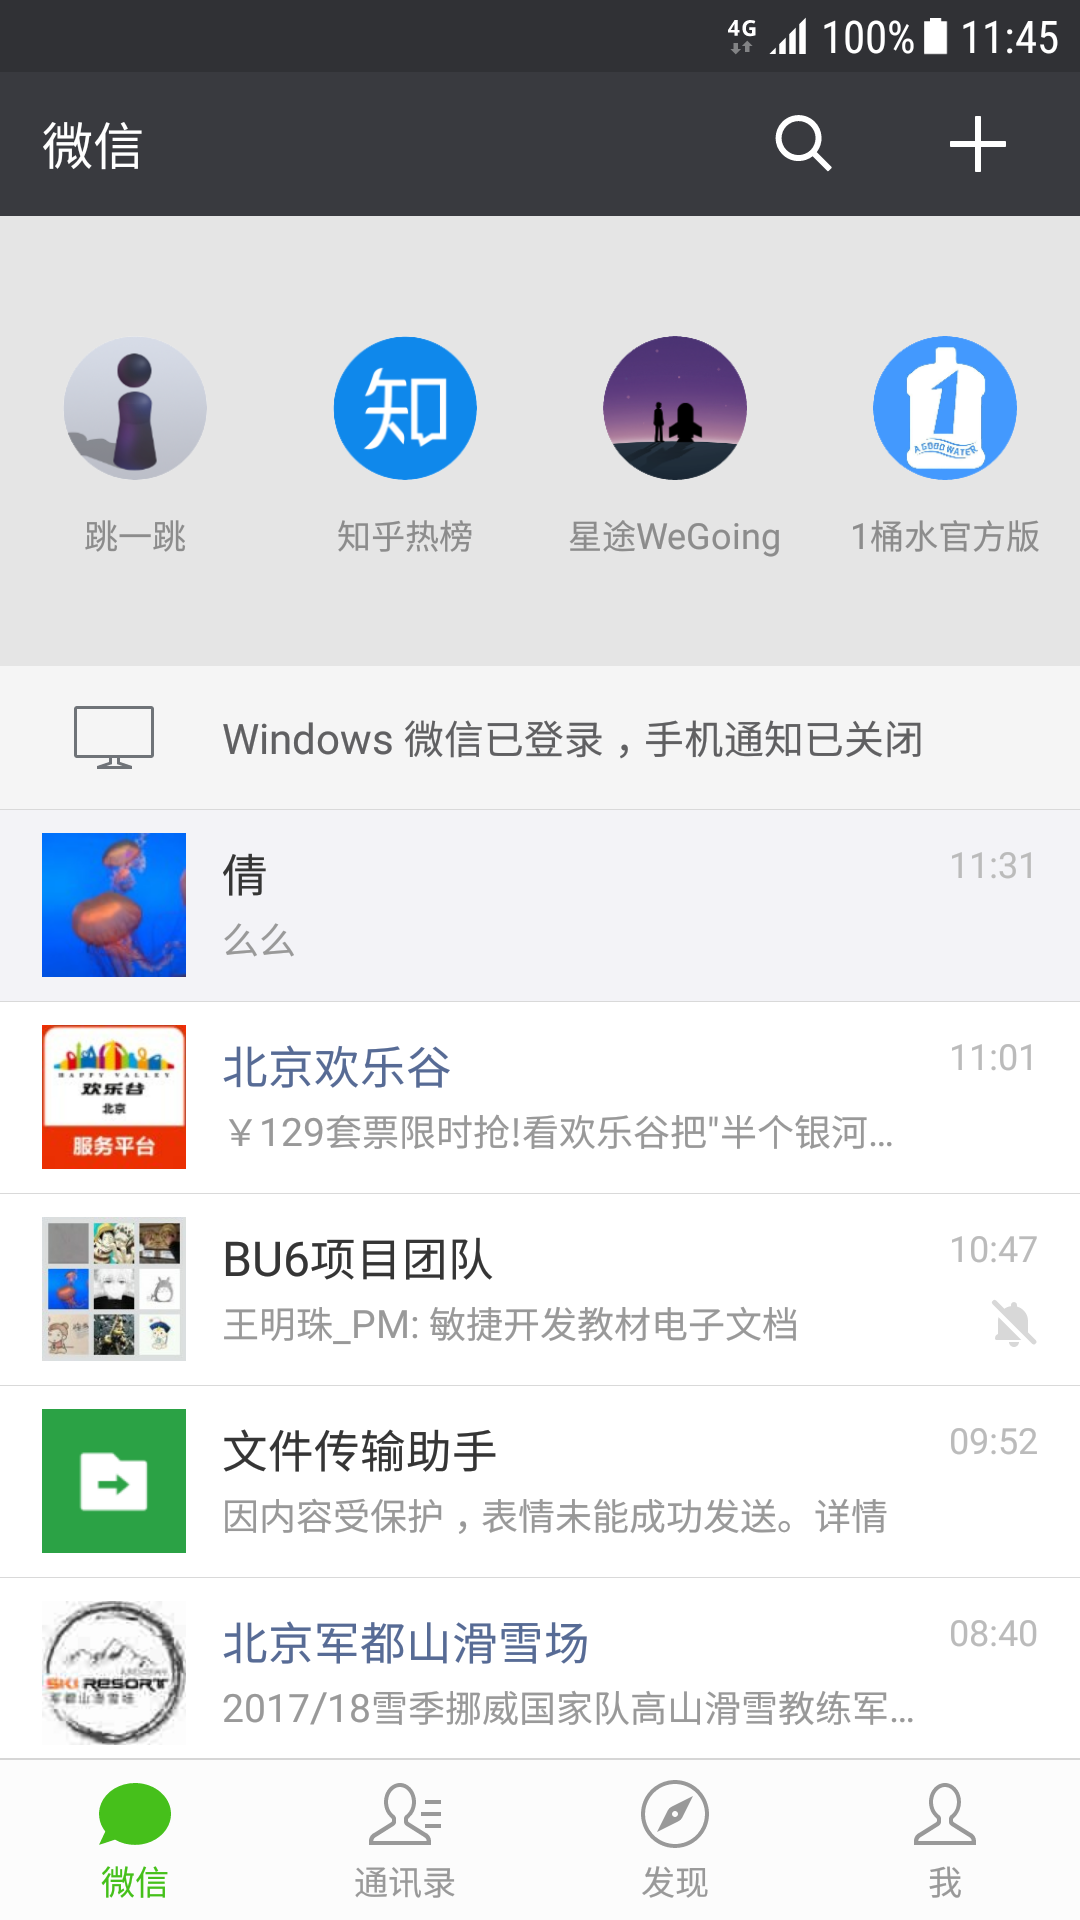 4G 100% 11:45
微信
知
1
A GOOD WATER
跳一跳 知乎热榜 星途WeGoing 1桶水官方版
Windows 微信已登录，手机通知已关闭
倩 11:31
么么
HAPPY VALLEY
欢乐谷
北京
服务平台
北京欢乐谷 11:01
￥129套票限时抢!看欢乐谷把"半个银河...
BU6项目团队 10:47
王明珠_PM: 敏捷开发教材电子文档
文件传输助手 09:52
因内容受保护，表情未能成功发送。详情
SKI RESORT
军都山滑雪场
北京军都山滑雪场 08:40
2017/18雪季挪威国家队高山滑雪教练军...
微信 通讯录 发现 我